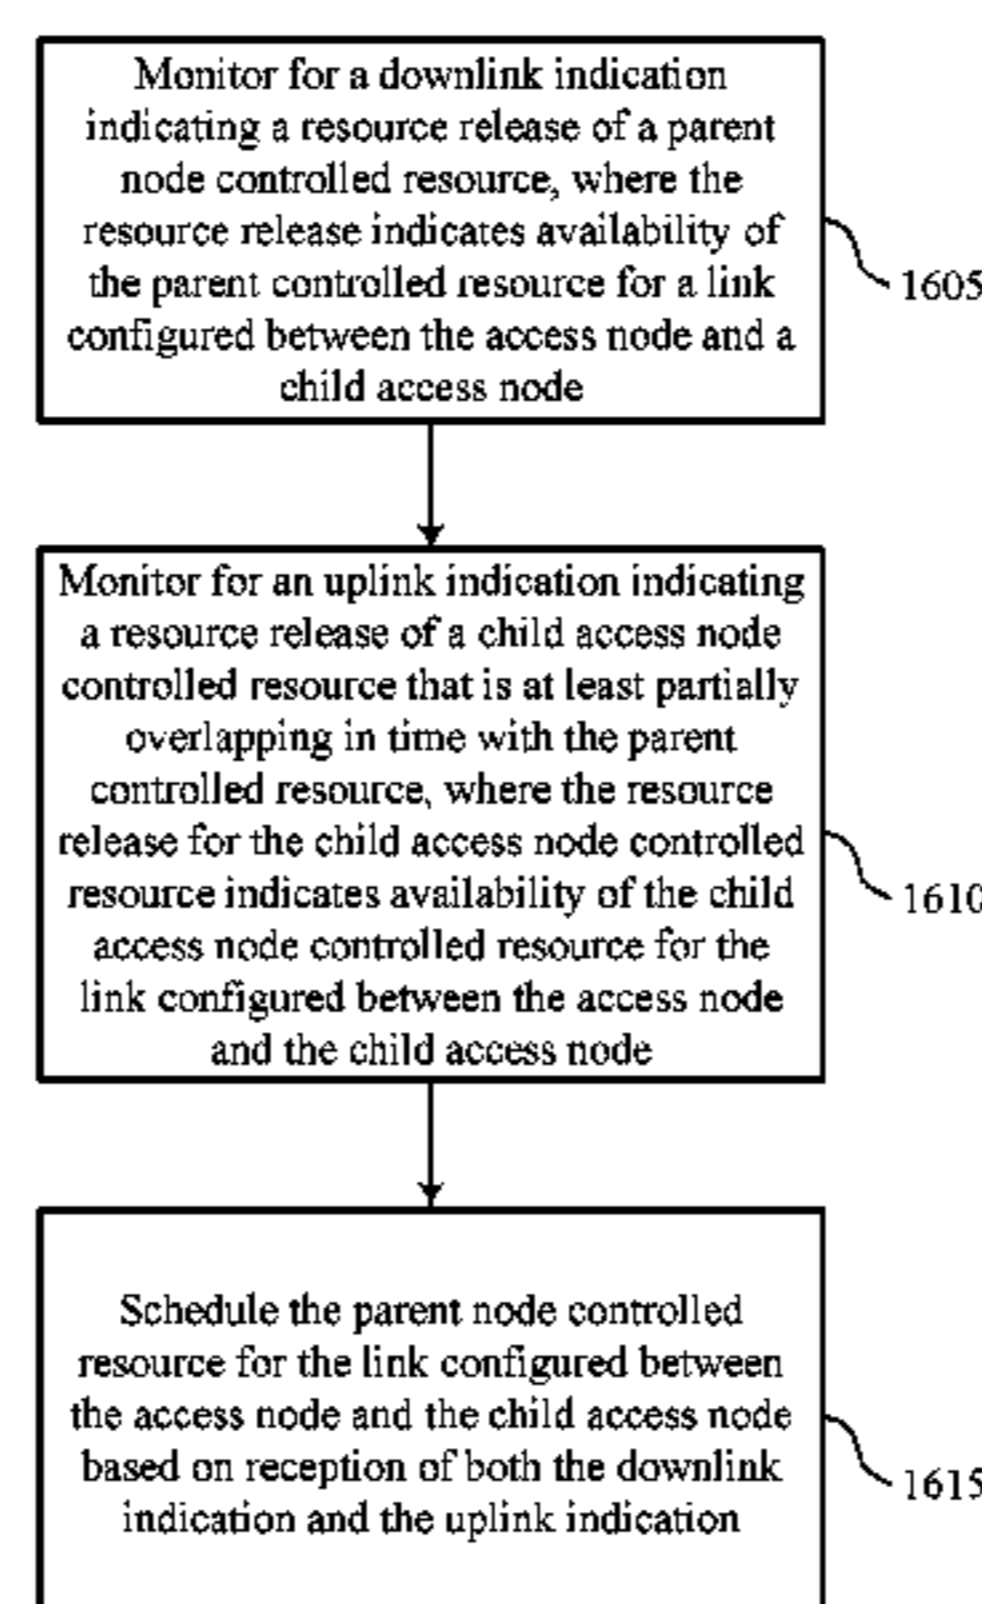 Monitor for a downlink indication
indicating a resource release of a parent
node controlled resource, where the
resource release indicates availability of
the parent controlled resource for a link
configured between the access node and a
child access node
1605
Monitor for an uplink indication indicating
a resource release of a child access node
controlled resource that is at least partially
overlapping in time with the parent
controlled resource, where the resource
release for the child access node controlled
resource indicates availability of the child
access node controlled resource for the
link configured between the access node
and the child access node
1610
Schedule the parent node controlled
resource for the link configured between
the access node and the child access node
based on reception of both the downlink
indication and the uplink indication
1615